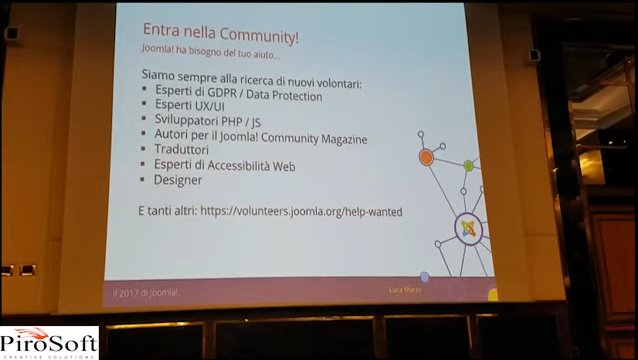 Entra nella Community!
Joomla! ha bisogno del tuo aiuto...
Siamo sempre alla ricerca di nuovi volontari:
▪ Esperti di GDPR / Data Protection
▪ Esperti UX/UI
▪ Sviluppatori PHP / JS
▪ Autori per il Joomla! Community Magazine
▪ Traduttori
▪ Esperti di Accessibilità Web
▪ Designer
E tanti altri: https://volunteers.joomla.org/help-wanted
Il 2017 di Joomla!
Luca Marzo
PiroSoft
CREATIVE SOLUTIONS